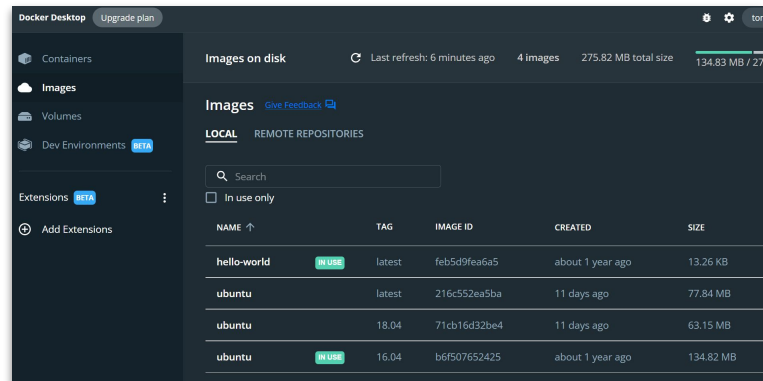 Docker Desktop Upgrade plan
Containers
Images
Volumes
Dev Environments BETA
Extensions BETA
Add Extensions
Images on disk Last refresh: 6 minutes ago 4 images 275.82 MB total size 134.83 MB / 27
Images Give Feedback
LOCAL REMOTE REPOSITORIES
Search
In use only
NAME TAG IMAGE ID CREATED SIZE
hello-world IN USE latest feb5d9fea6a5 about 1 year ago 13.26 KB
ubuntu latest 216c552ea5ba 11 days ago 77.84 MB
ubuntu 18.04 71cb16d32be4 11 days ago 63.15 MB
ubuntu IN USE 16.04 b6f507652425 about 1 year ago 134.82 MB